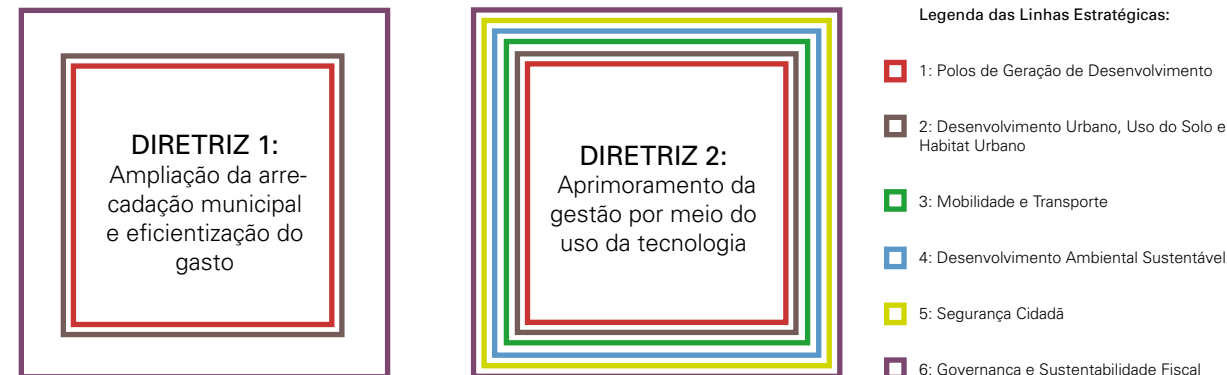 DIRETRIZ 1:
Ampliação da arre-
cadação municipal
e eficientização do
gasto
DIRETRIZ 2:
Aprimoramento da
gestão por meio do
uso da tecnologia
Legenda das Linhas Estratégicas:
1: Polos de Geração de Desenvolvimento
2: Desenvolvimento Urbano, Uso do Solo e
Habitat Urbano
3: Mobilidade e Transporte
4: Desenvolvimento Ambiental Sustentável
5: Segurança Cidadã
6: Governança e Sustentabilidade Fiscal